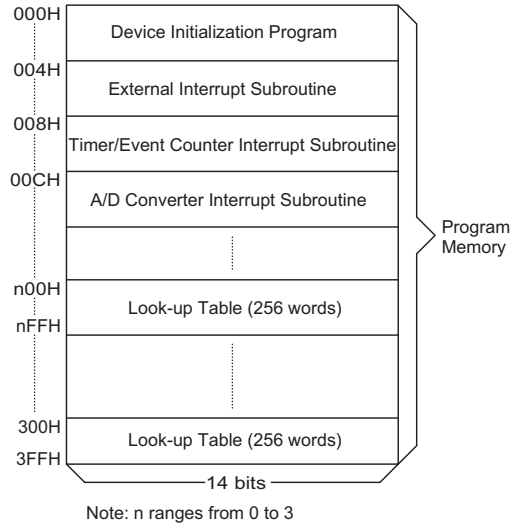 000H
Device Initialization Program
004H
External Interrupt Subroutine
008H
Timer/Event Counter Interrupt Subroutine
00CH
A/D Converter Interrupt Subroutine
Program
Memory
n00H
Look-up Table (256 words)
nFFH
300H
Look-up Table (256 words)
3FFH
14 bits
Note: n ranges from 0 to 3